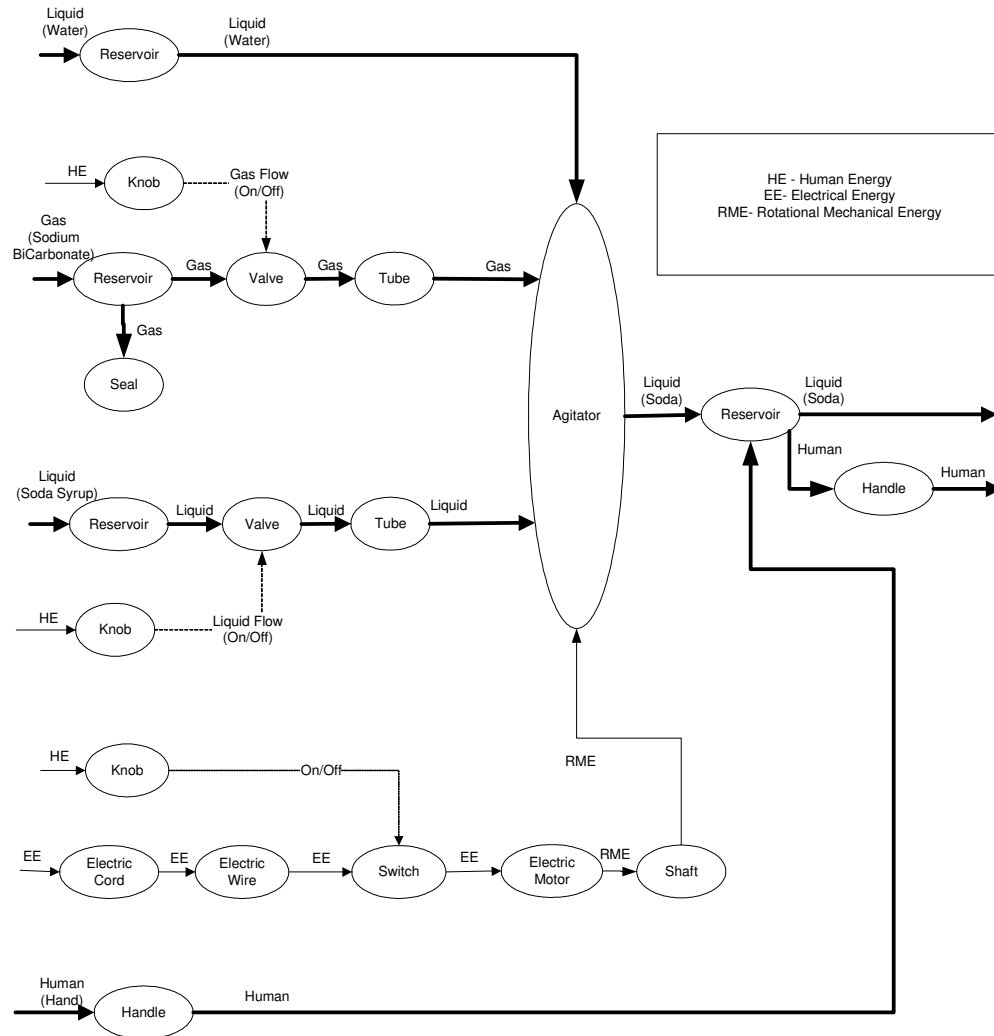 Liquid
(Water)
Liquid
(Water)
Reservoir
HE
Knob
Gas Flow
(On/Off)
HE - Human Energy
EE- Electrical Energy
RME- Rotational Mechanical Energy
Gas
(Sodium
BiCarbonate)
Reservoir
Gas
Valve
Gas
Tube
Gas
Gas
Seal
Agitator
Liquid
(Soda)
Reservoir
Liquid
(Soda)
Human
Handle
Human
Liquid
(Soda Syrup)
Reservoir
Liquid
Valve
Liquid
Tube
Liquid
HE
Knob
Liquid Flow
(On/Off)
HE
Knob
On/Off
RME
EE
Electric
Cord
EE
Electric
Wire
EE
Switch
EE
Electric
Motor
RME
Shaft
Human
(Hand)
Handle
Human